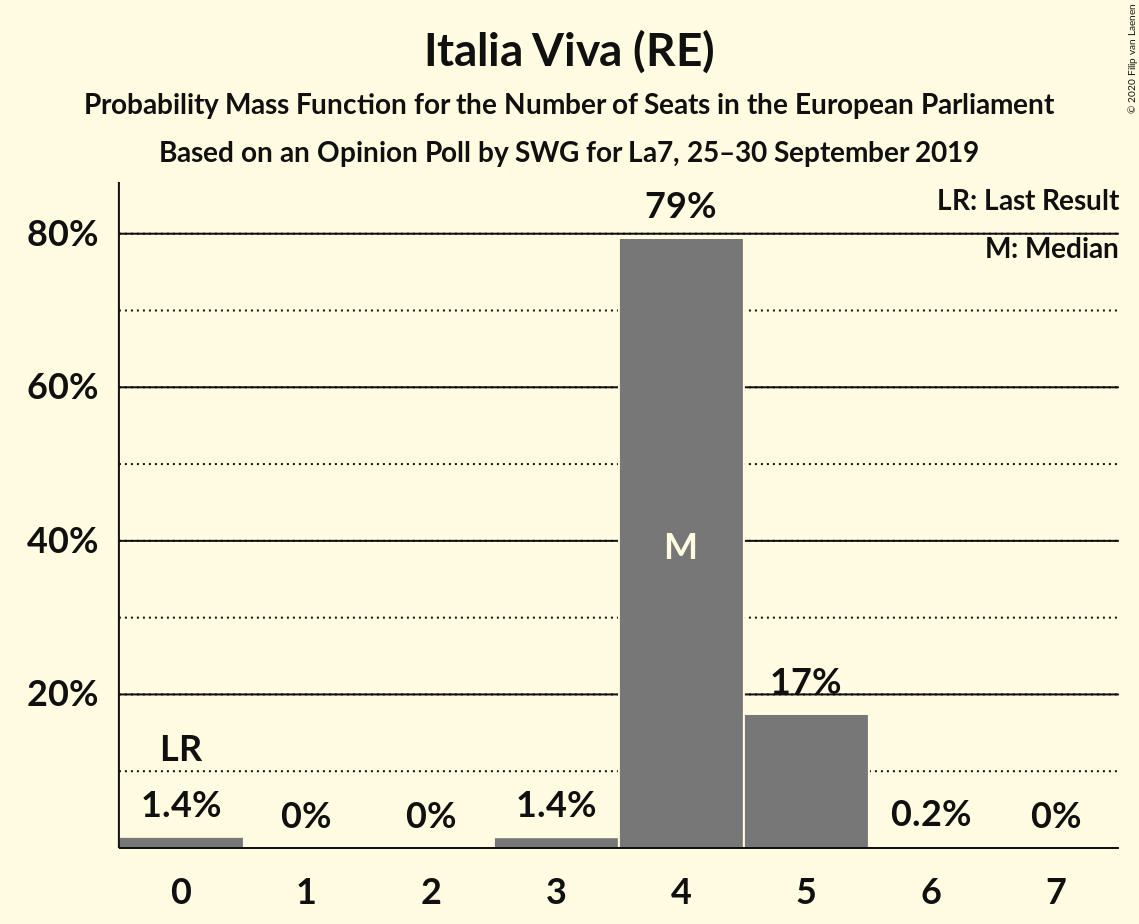 Italia Viva (RE)
Probability Mass Function for the Number of Seats in the European Parliament
Based on an Opinion Poll by SWG for La7, 25–30 September 2019
© 2020 Filip van Laenen
LR: Last Result
M: Median
80%
60%
40%
20%
LR
1.4%
0%
0%
1.4%
79%
M
17%
0.2%
0%
0 1 2 3 4 5 6 7